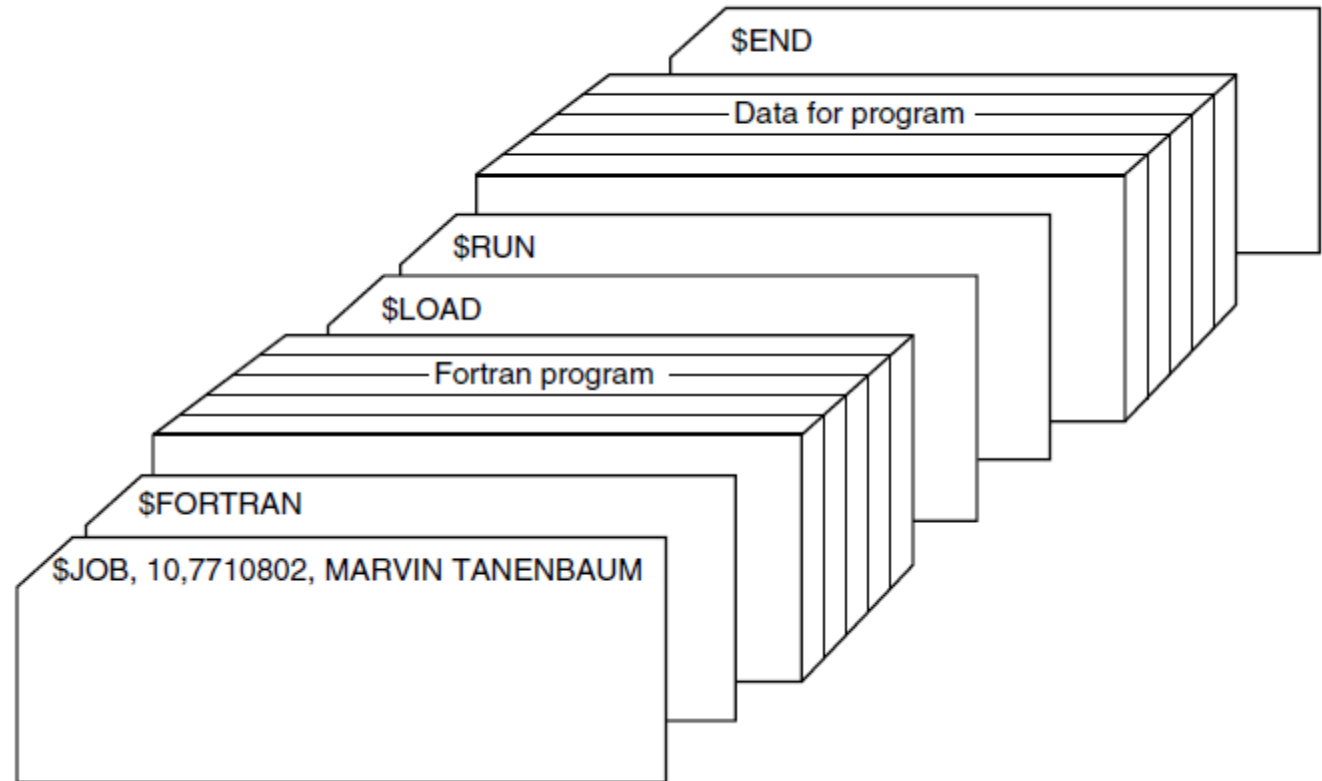 $END
Data for program
$RUN
$LOAD
Fortran program
$FORTRAN
$JOB, 10,7710802, MARVIN TANENBAUM